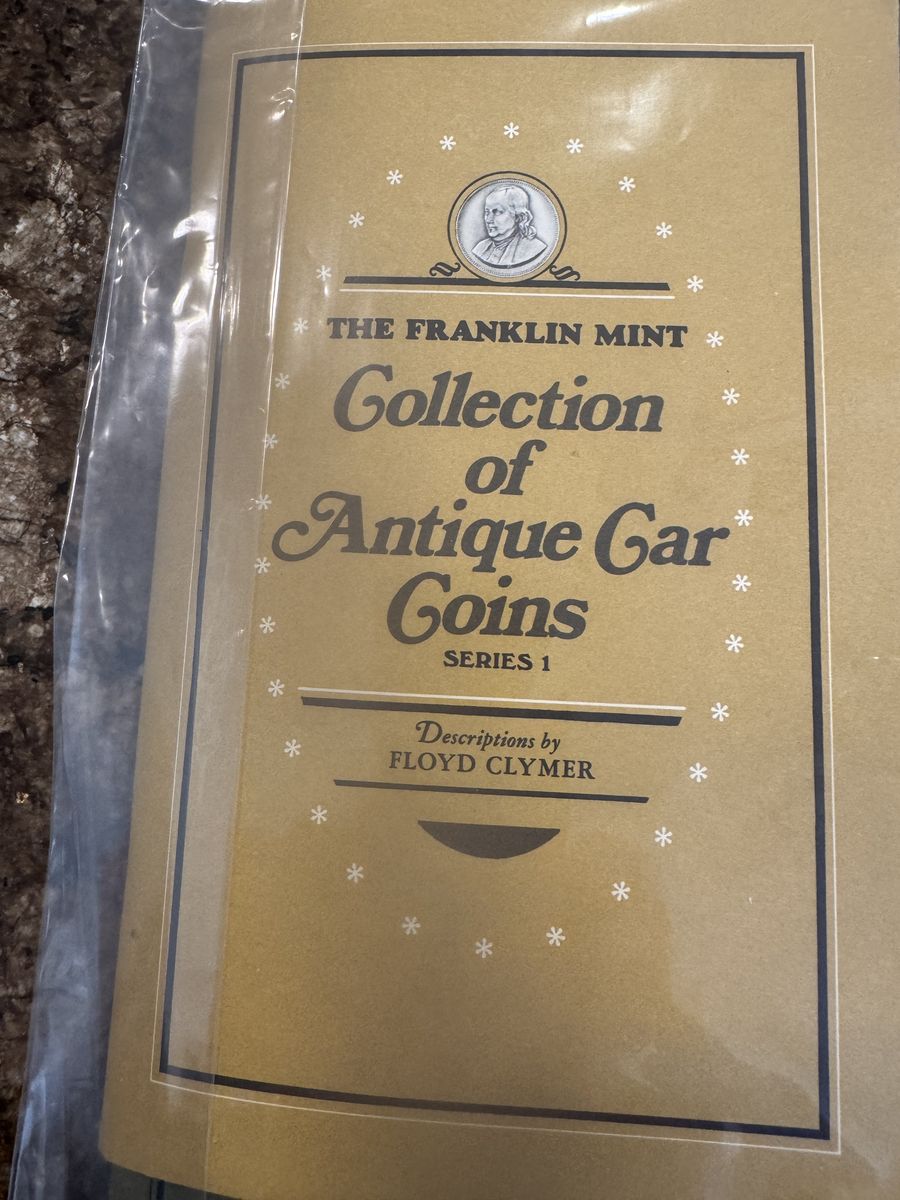 THE FRANKLIN MINT
Collection
of
Antique Car
Coins
SERIES 1
Descriptions by
FLOYD CLYMER